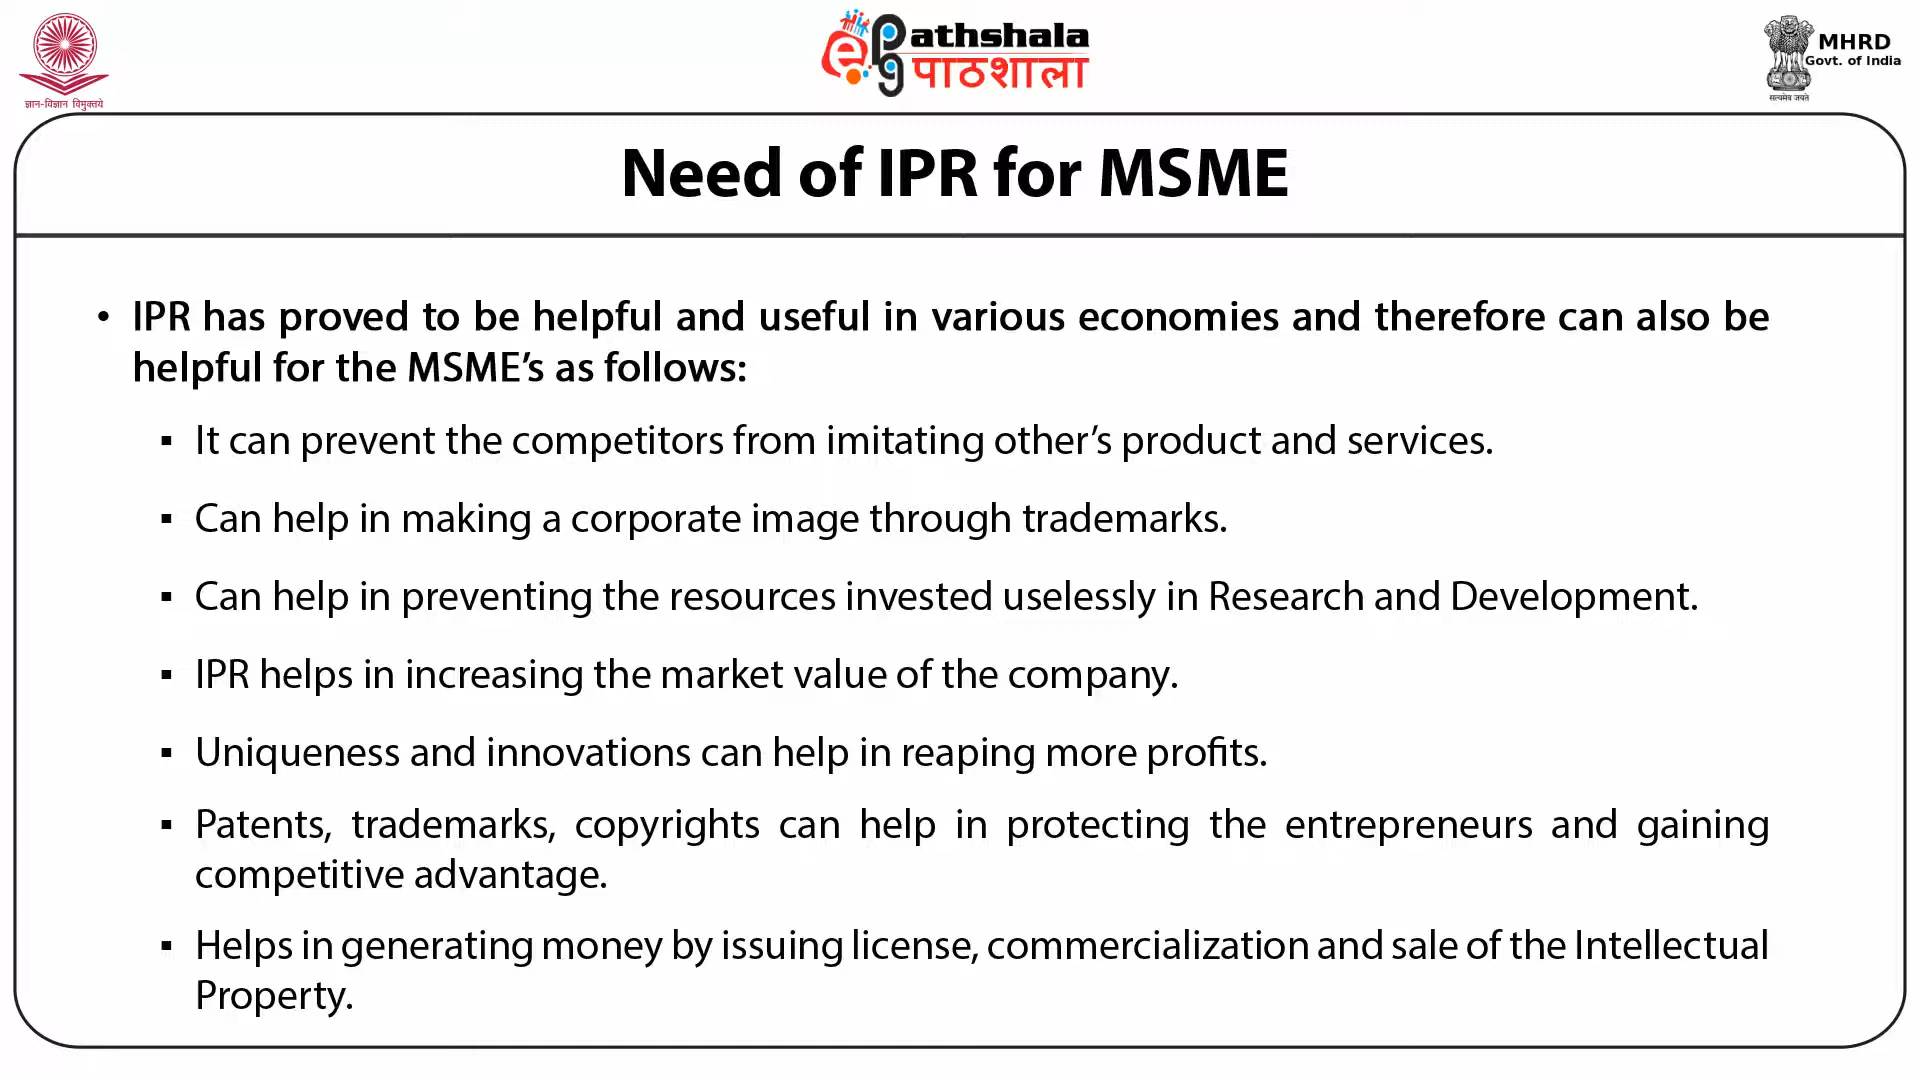 ज्ञान-विज्ञान विमुक्तये
ePathshala
पाठशाला
MHRD
Govt. of India
सत्यमेव जयते
Need of IPR for MSME
• IPR has proved to be helpful and useful in various economies and therefore can also be
helpful for the MSME’s as follows:
▪ It can prevent the competitors from imitating other’s product and services.
▪ Can help in making a corporate image through trademarks.
▪ Can help in preventing the resources invested uselessly in Research and Development.
▪ IPR helps in increasing the market value of the company.
▪ Uniqueness and innovations can help in reaping more profits.
▪ Patents, trademarks, copyrights can help in protecting the entrepreneurs and gaining
competitive advantage.
▪ Helps in generating money by issuing license, commercialization and sale of the Intellectual
Property.